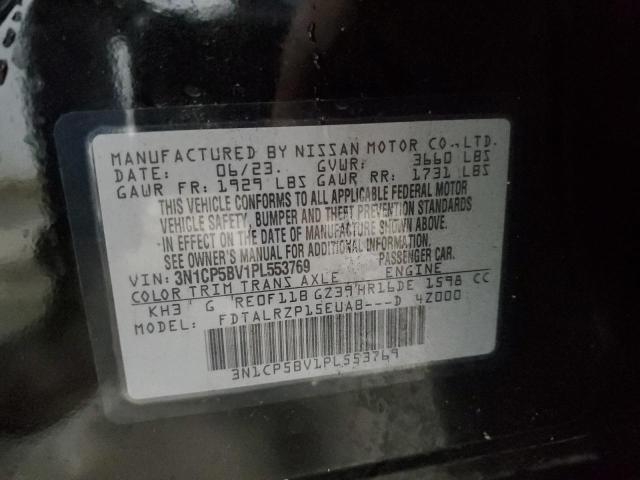 MANUFACTURED BY NISSAN MOTOR CO.,LTD.
DATE: 06/23. GVWR: 3660 LBS
GAWR FR: 1929 LBS GAWR RR: 1731 LBS
THIS VEHICLE CONFORMS TO ALL APPLICABLE FEDERAL MOTOR
VEHICLE SAFETY, BUMPER AND THEFT PREVENTION STANDARDS
IN EFFECT ON THE DATE OF MANUFACTURE SHOWN ABOVE.
SEE OWNER'S MANUAL FOR ADDITIONAL INFORMATION.
VIN: 3N1CP5BV1PL553769 PASSENGER CAR.
COLOR TRIM TRANS AXLE ENGINE
KH3 G RE0F11B GZ39 HR16DE 1598 CC
MODEL: FDTALRZP15EUAB---D 4Z000
3N1CP5BV1PL553769